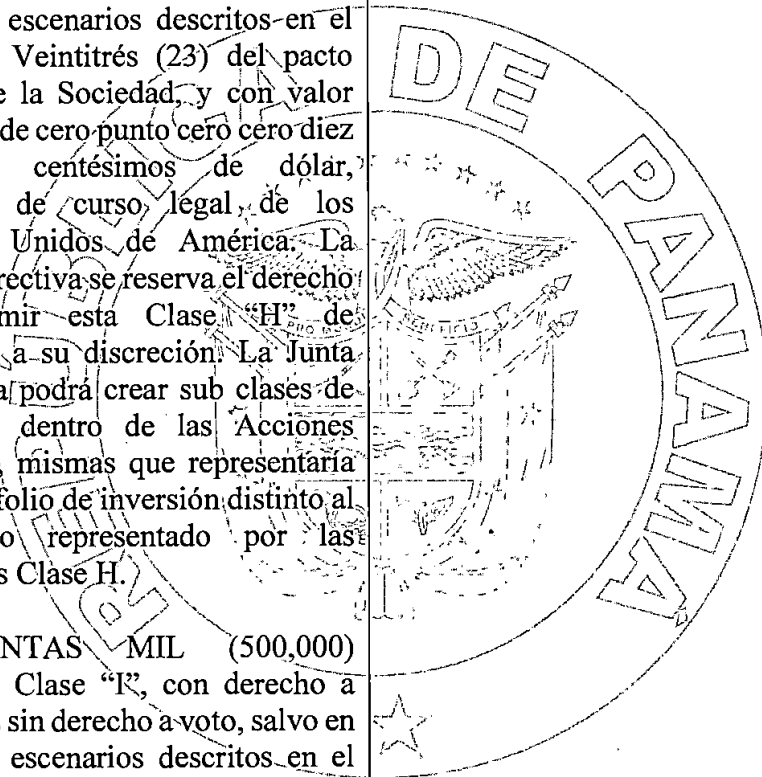 escenarios descritos en el
Veintitrés (23) del pacto
la Sociedad, y con valor
de cero punto cero cero diez
centésimos de dólar,
de curso legal de los
Unidos de América. La
rectiva se reserva el derecho
mir esta Clase "H" de
a su discreción. La Junta
podrá crear sub clases de
dentro de las Acciones
, mismas que representaria
folio de inversión distinto al
o representado por las
s Clase H.
NTAS MIL (500,000)
Clase "I", con derecho a
sin derecho a voto, salvo en
escenarios descritos en el
REPÚBLICA DE PANAMÁ